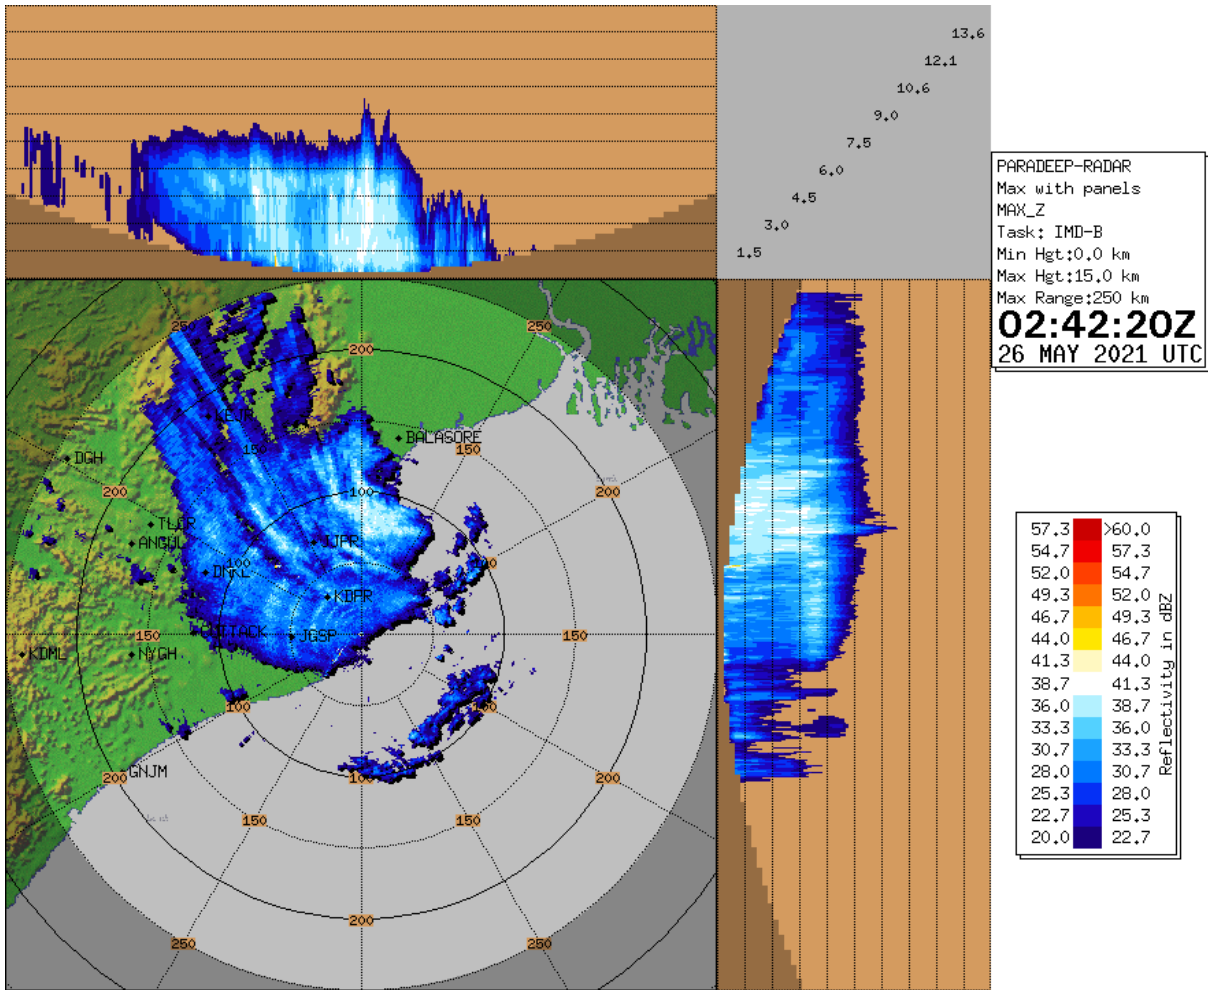 13.6
12.1
10.6
9.0
7.5
6.0
4.5
3.0
1.5
PARADEEP-RADAR
Max with panels
MAX_Z
Task: IMD-B
Min Hgt:0.0 km
Max Hgt:15.0 km
Max Range:250 km
02:42:20Z
26 MAY 2021 UTC
250
250
200
KEJR
BALASORE
150
150
DGH
200
100
200
TLCR
ANGUL
JJPR
100
100
DNKL
KDPR
150
CUTTACK
JGSP
150
KDML
NYGH
100
100
GNJM
200
100
200
150
150
200
250
250
57.3 >60.0
54.7 57.3
52.0 54.7
49.3 52.0
46.7 49.3
44.0 46.7
41.3 44.0
38.7 41.3
36.0 38.7
33.3 36.0
30.7 33.3
28.0 30.7
25.3 28.0
22.7 25.3
20.0 22.7
Reflectivity in dBZ